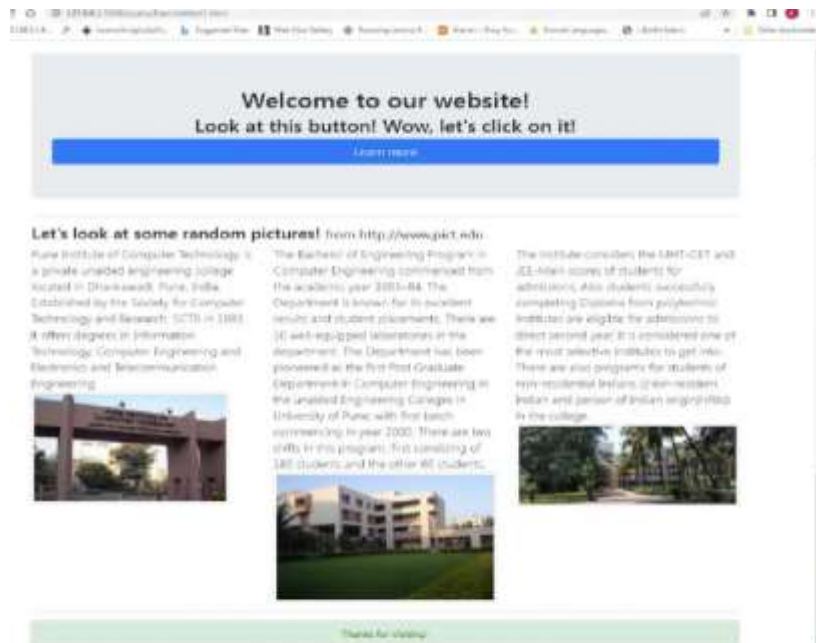 Welcome to our website!
Look at this button! Wow, let's click on it!
Learn more
Let's look at some random pictures! from http://www.pict.edu
Pune Institute of Computer Technology is
a private unaided engineering college
located in Dhankawadi, Pune, India.
Established by the Society for Computer
Technology and Research, SCTR in 1983.
It offers degrees in Information
Technology, Computer Engineering and
Electronics and Telecommunication
Engineering
The Bachelor of Engineering Program in
Computer Engineering commenced from
the academic year 1983-84. The
Department is known for its excellent
results and student placements. There are
well-equipped laboratories in the
department. The Department has been
pioneered as the first Post Graduate
Department in Computer Engineering in
the unaided Engineering Colleges in
University of Pune, with first batch
commencing in year 2000. There are two
shifts in this program, first consisting of
students and the other 60 students.
The institute considers the MHT-CET and
JEE-Main scores of students for
admissions. Also students successfully
completing Diploma from polytechnic
institutes are eligible for admissions to
direct second year. It is considered one of
the most selective institutes to get into.
There are also programs for students of
non-residential Indians
Indian and person of Indian origin
in the college.
Thanks for visiting!